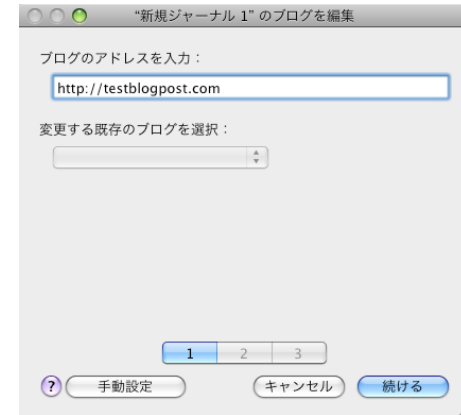 “新規ジャーナル 1” のブログを編集
ブログのアドレスを入力：
http://testblogpost.com
変更する既存のブログを選択：
1 2 3
? 手動設定 キャンセル 続ける